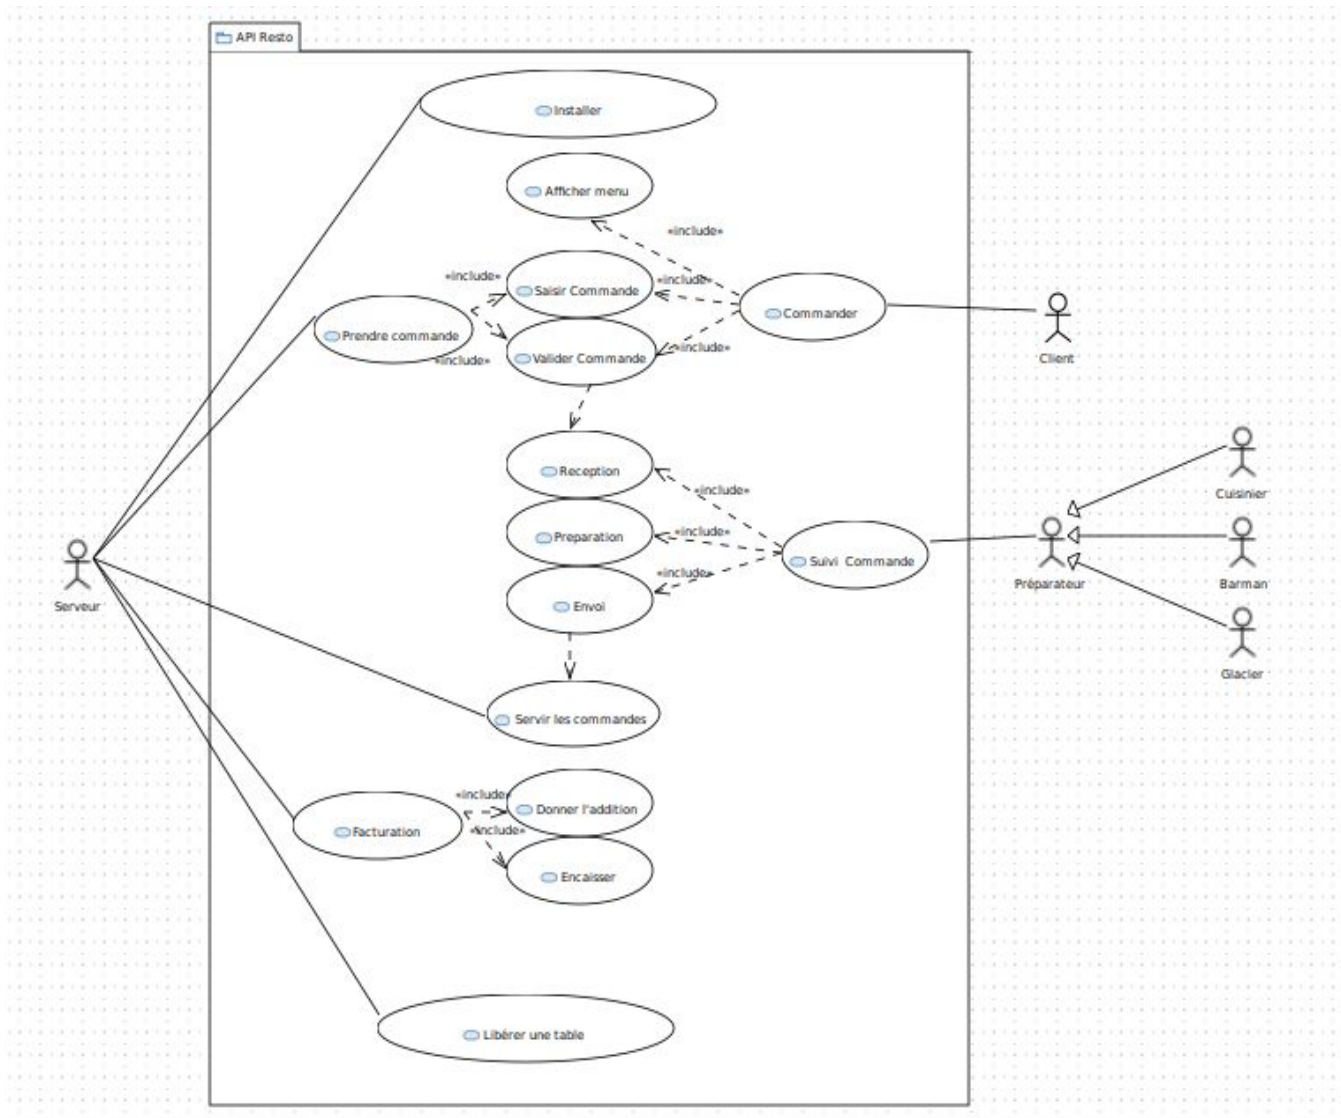 API Resto
Installer
Afficher menu
«include»
«include»
Saisir Commande
«include»
Commander
Prendre commande
Valider Commande
«include»
«include»
Client
Reception
«include»
Cuisinier
Preparation
«include»
Suivi Commande
Préparateur
Barman
«include»
Envoi
Serveur
Glacier
Servir les commandes
«include»
Donner l'addition
Facturation
«include»
Encaisser
Libérer une table